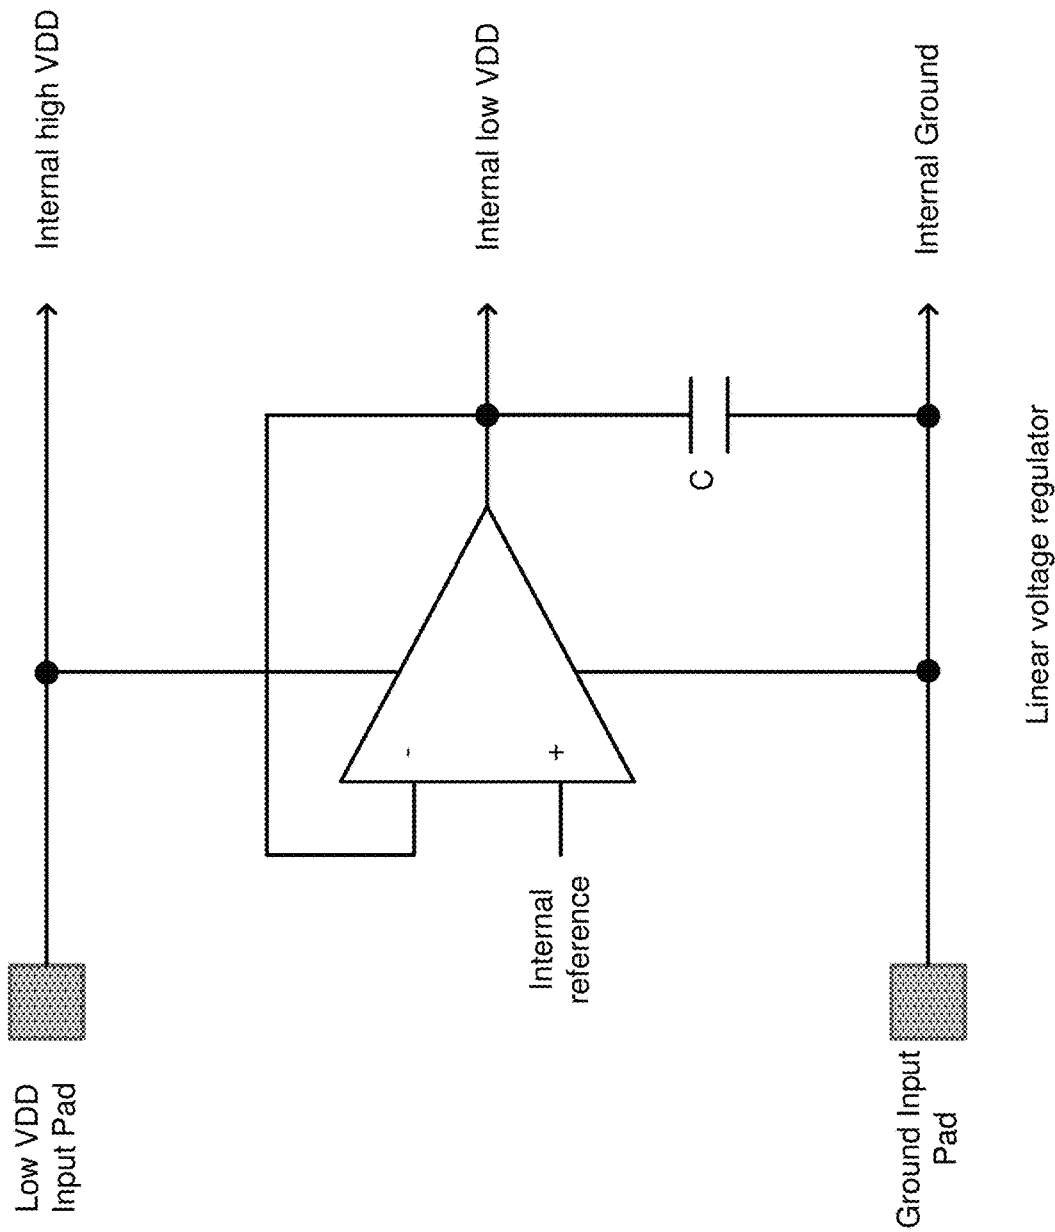 Low VDD
Input Pad
Internal high VDD
-
+
Internal
reference
Internal low VDD
C
Ground Input
Pad
Internal Ground
Linear voltage regulator